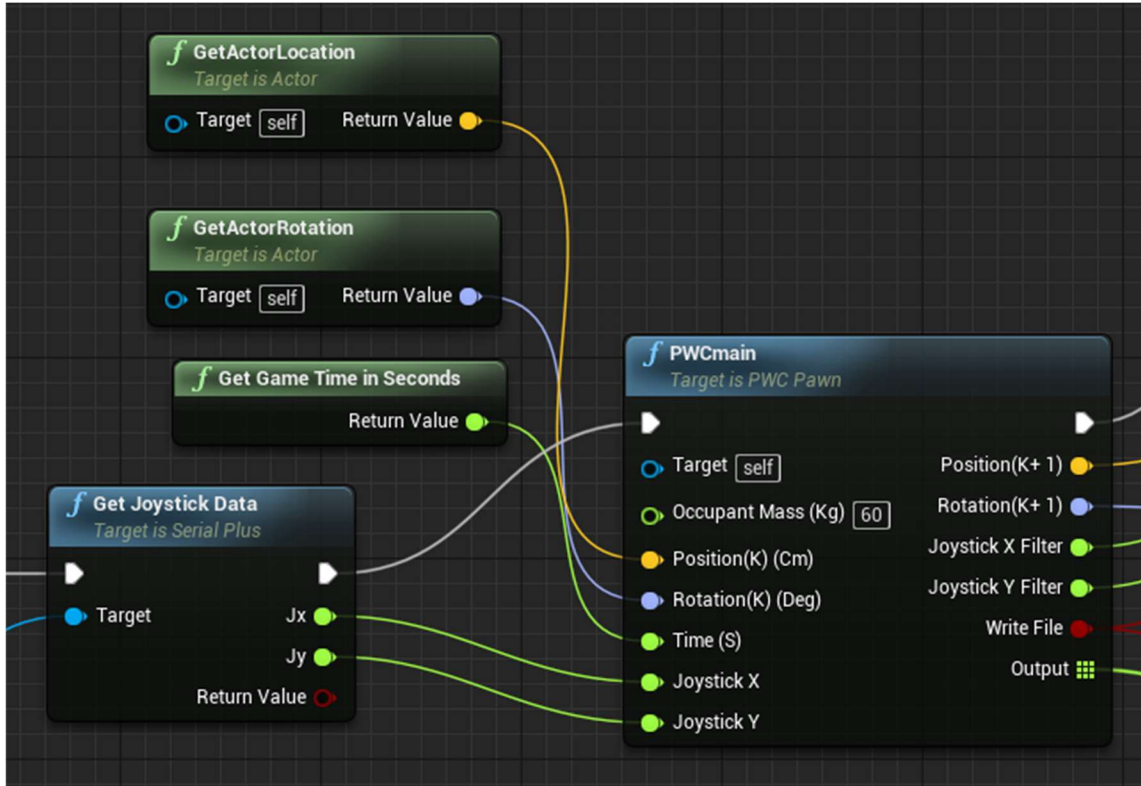 GetActorLocation
Target is Actor
Target self Return Value
GetActorRotation
Target is Actor
Target self Return Value
Get Game Time in Seconds
Return Value
Get Joystick Data
Target is Serial Plus
Target Jx
Jy
Return Value
PWCmain
Target is PWC Pawn
Target self Position(K+ 1)
Occupant Mass (Kg) 60 Rotation(K+ 1)
Position(K) (Cm) Joystick X Filter
Rotation(K) (Deg) Joystick Y Filter
Time (S) Write File
Joystick X Output
Joystick Y